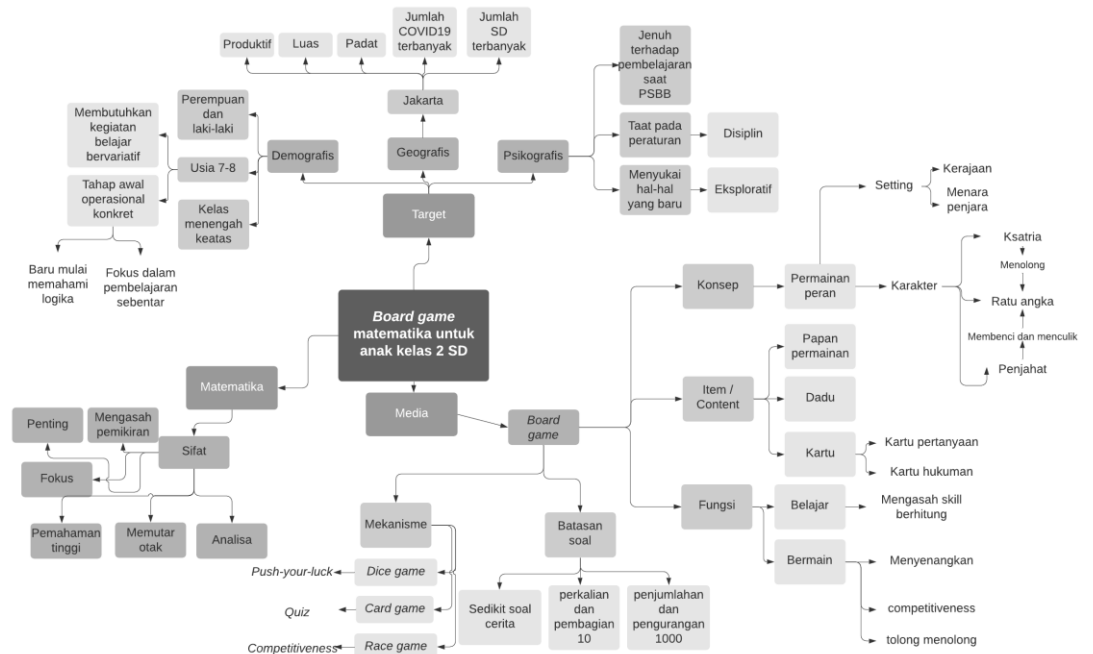 Produktif
Luas
Padat
Jumlah
COVID19
terbanyak
Jumlah
SD
terbanyak
Jakarta
Geografis
Membutuhkan
kegiatan
belajar
bervariatif
Tahap awal
operasional
konkret
Baru mulai
memahami
logika
Fokus dalam
pembelajaran
sebentar
Perempuan
dan
laki-laki
Usia 7-8
Kelas
menengah
keatas
Demografis
Psikografis
Jenuh
terhadap
pembelajaran
saat
PSBB
Taat pada
peraturan
Disiplin
Menyukai
hal-hal
yang baru
Eksploratif
Target
Board game
matematika untuk
anak kelas 2 SD
Matematika
Sifat
Penting
Mengasah
pemikiran
Fokus
Pemahaman
tinggi
Memutar
otak
Analisa
Media
Board
game
Mekanisme
Push-your-luck
Dice game
Quiz
Card game
Competitiveness
Race game
Batasan
soal
Sedikit soal
cerita
perkalian
dan
pembagian
10
penjumlahan
dan
pengurangan
1000
Konsep
Permainan
peran
Setting
Kerajaan
Menara
penjara
Karakter
Ksatria
Menolong
Ratu angka
Membenci dan menculik
Penjahat
Item /
Content
Papan
permainan
Dadu
Kartu
Kartu pertanyaan
Kartu hukuman
Fungsi
Belajar
Mengasah skill
berhitung
Bermain
Menyenangkan
competitiveness
tolong menolong